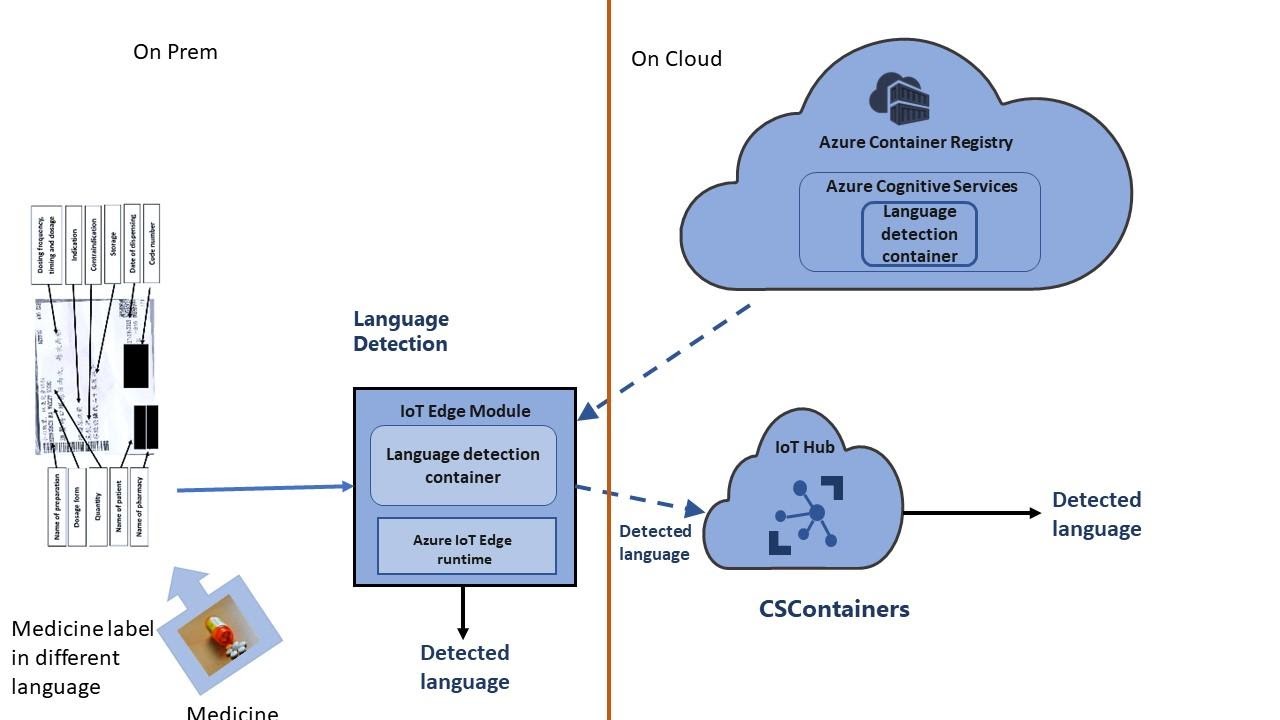 On Prem
On Cloud
Azure Container Registry
Azure Cognitive Services
Language
detection
container
Dosing frequency,
timing and dosage
Indication
Contraindication
Storage
Date of dispensing
Code number
Name of preparation
Dosage form
Quantity
Name of patient
Name of pharmacy
Language
Detection
IoT Edge Module
Language detection
container
Azure IoT Edge
runtime
IoT Hub
Detected
language
Detected
language
CSContainers
Medicine label
in different
language
Detected
language
Medicine